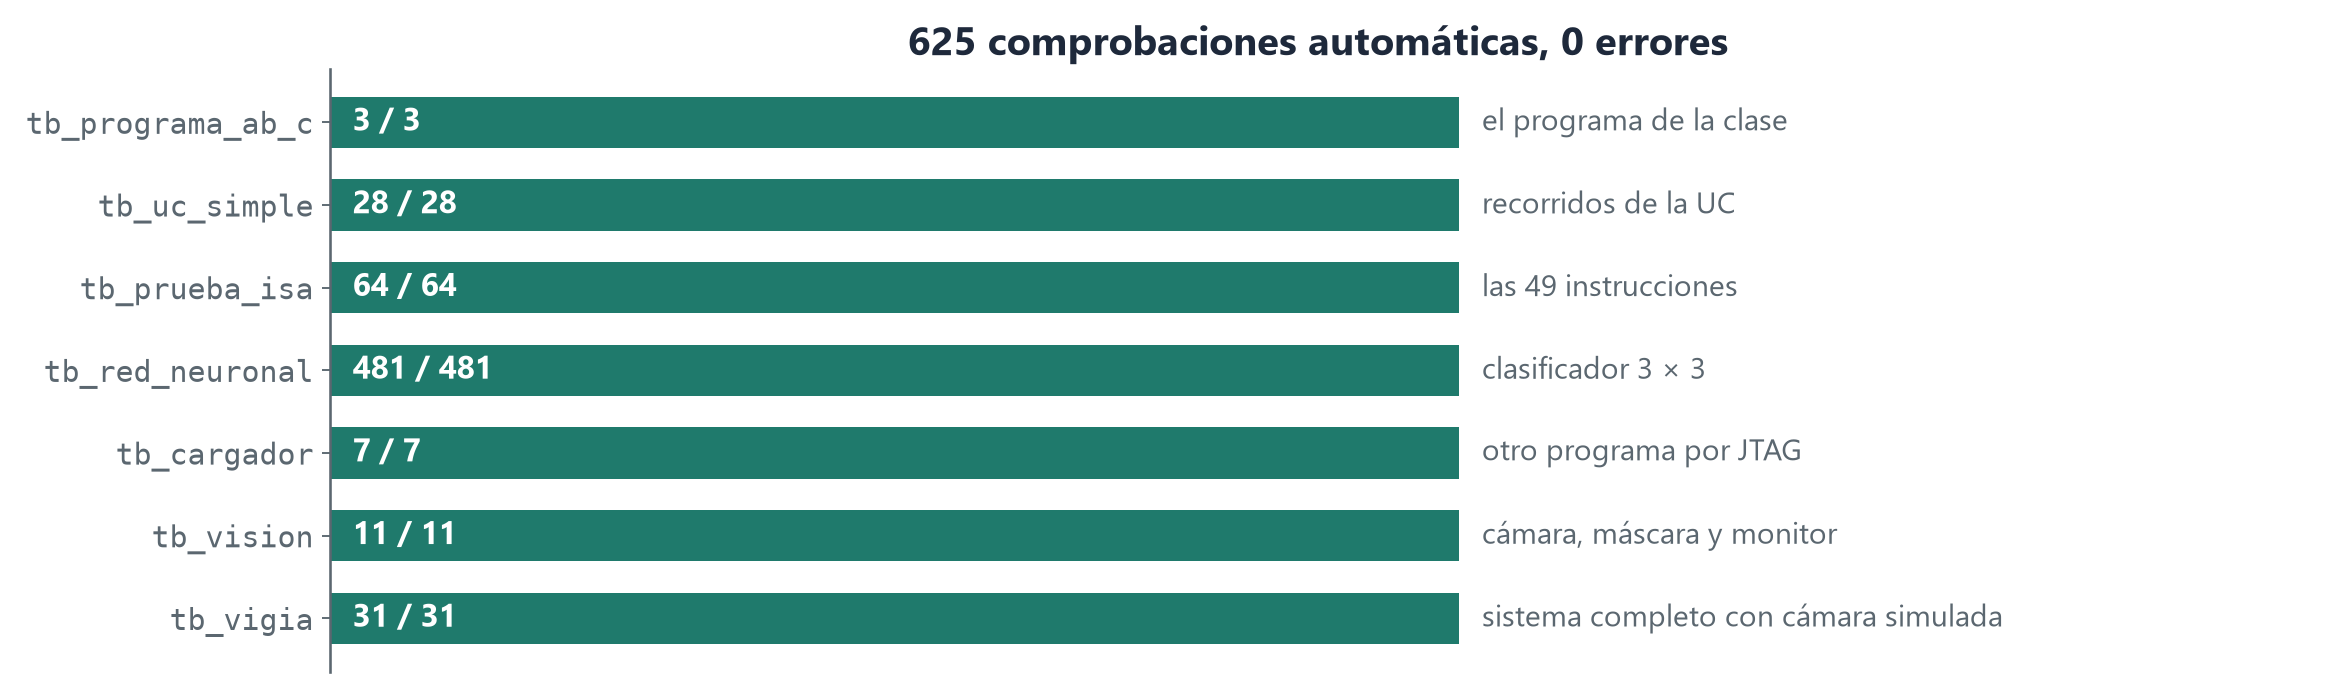 625 comprobaciones automáticas, 0 errores
tb_programa_ab_c 3 / 3 el programa de la clase
tb_uc_simple 28 / 28 recorridos de la UC
tb_prueba_isa 64 / 64 las 49 instrucciones
tb_red_neuronal 481 / 481 clasificador 3 × 3
tb_cargador 7 / 7 otro programa por JTAG
tb_vision 11 / 11 cámara, máscara y monitor
tb_vigia 31 / 31 sistema completo con cámara simulada